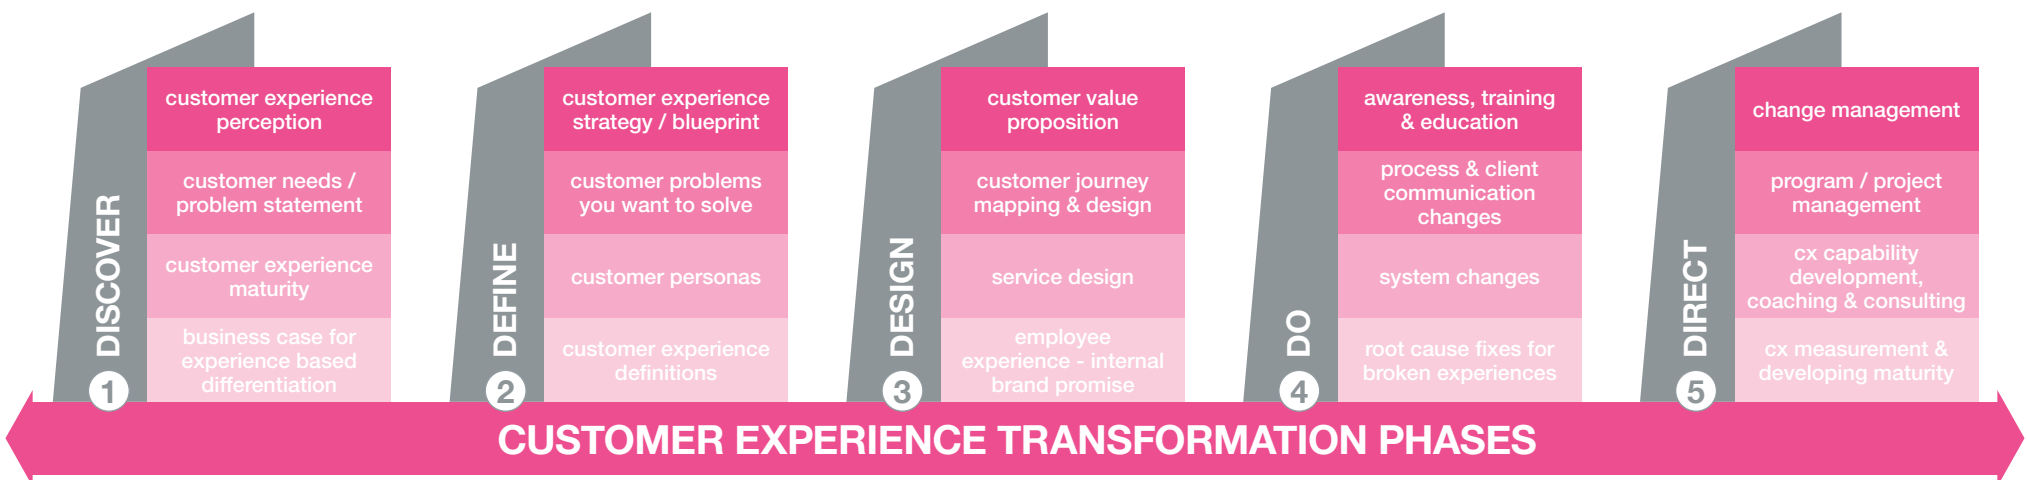 DISCOVER
1
customer experience
perception
customer needs /
problem statement
customer experience
maturity
business case for
experience based
differentiation
DEFINE
2
customer experience
strategy / blueprint
customer problems
you want to solve
customer personas
customer experience
definitions
DESIGN
3
customer value
proposition
customer journey
mapping & design
service design
employee
experience - internal
brand promise
DO
4
awareness, training
& education
process & client
communication
changes
system changes
root cause fixes for
broken experiences
DIRECT
5
change management
program / project
management
cx capability
development,
coaching & consulting
cx measurement &
developing maturity
CUSTOMER EXPERIENCE TRANSFORMATION PHASES